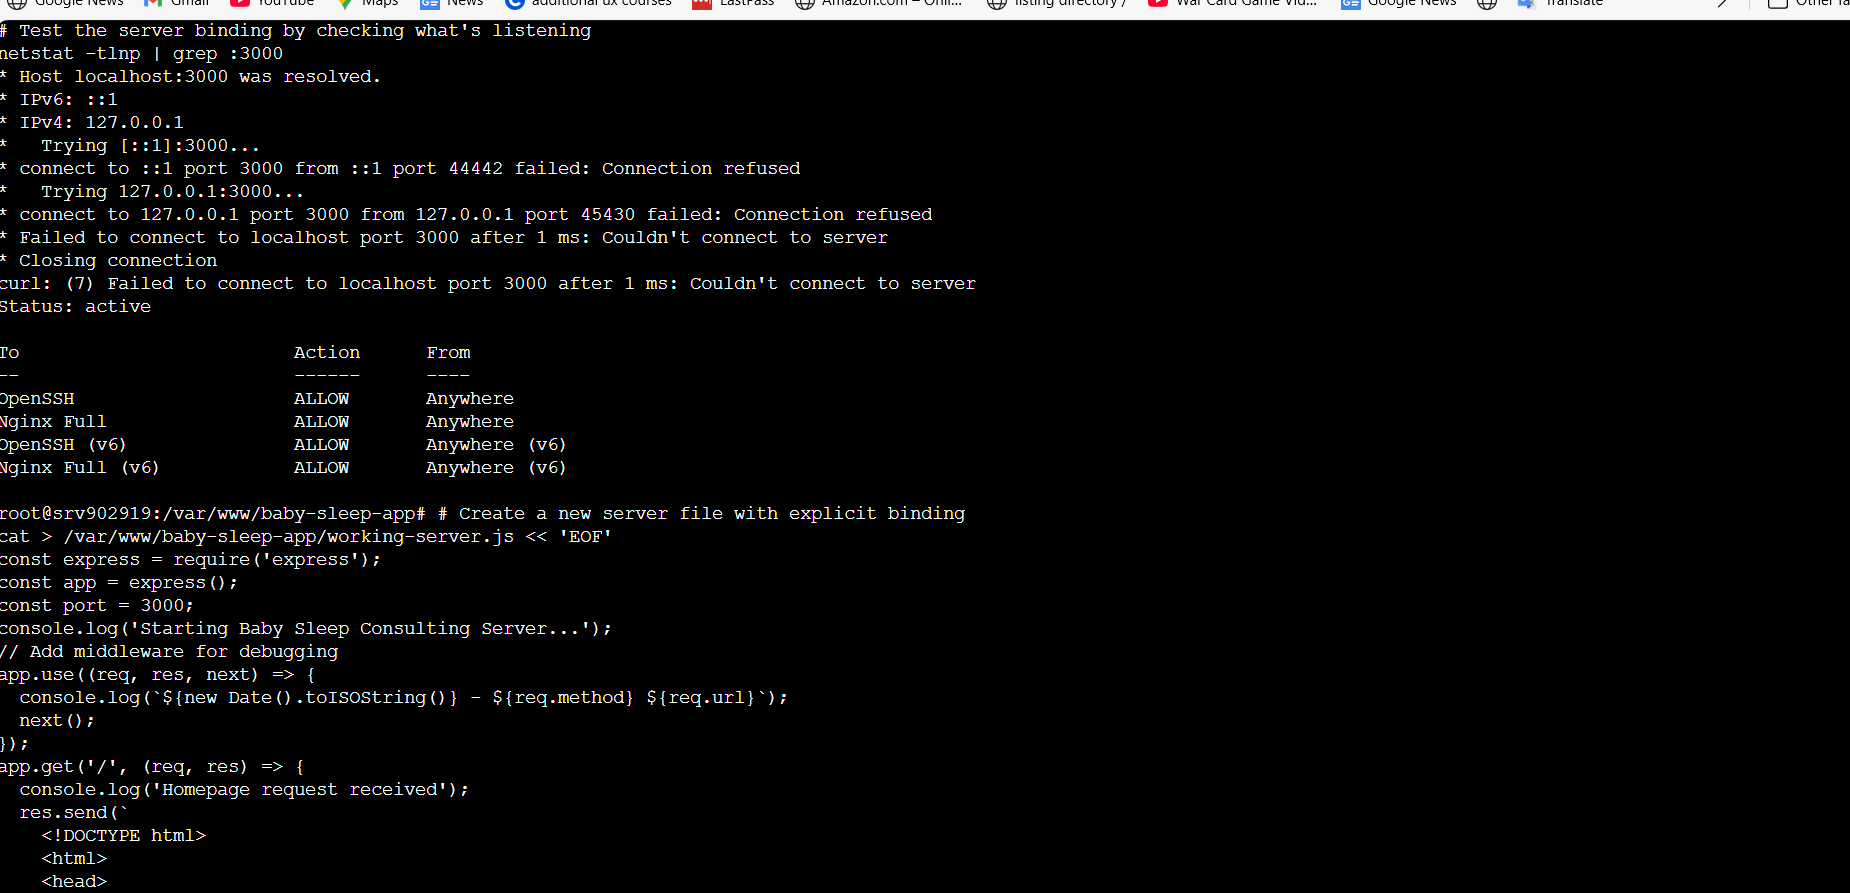 Google News Gmail YouTube Maps News additional ux courses LastPass Amazon.com – Onli... listing directory / War Card Game Vid... Google News Translate Other fa
# Test the server binding by checking what's listening
netstat -tlnp | grep :3000
* Host localhost:3000 was resolved.
* IPv6: ::1
* IPv4: 127.0.0.1
*   Trying [::1]:3000...
* connect to ::1 port 3000 from ::1 port 44442 failed: Connection refused
*   Trying 127.0.0.1:3000...
* connect to 127.0.0.1 port 3000 from 127.0.0.1 port 45430 failed: Connection refused
* Failed to connect to localhost port 3000 after 1 ms: Couldn't connect to server
* Closing connection
curl: (7) Failed to connect to localhost port 3000 after 1 ms: Couldn't connect to server
Status: active
To                         Action      From
--                         ------      ----
OpenSSH                    ALLOW       Anywhere
Nginx Full                 ALLOW       Anywhere
OpenSSH (v6)               ALLOW       Anywhere (v6)
Nginx Full (v6)            ALLOW       Anywhere (v6)
root@srv902919:/var/www/baby-sleep-app# # Create a new server file with explicit binding
cat > /var/www/baby-sleep-app/working-server.js << 'EOF'
const express = require('express');
const app = express();
const port = 3000;
console.log('Starting Baby Sleep Consulting Server...');
// Add middleware for debugging
app.use((req, res, next) => {
  console.log(`${new Date().toISOString()} - ${req.method} ${req.url}`);
  next();
});
app.get('/', (req, res) => {
  console.log('Homepage request received');
  res.send(`
    <!DOCTYPE html>
    <html>
    <head>